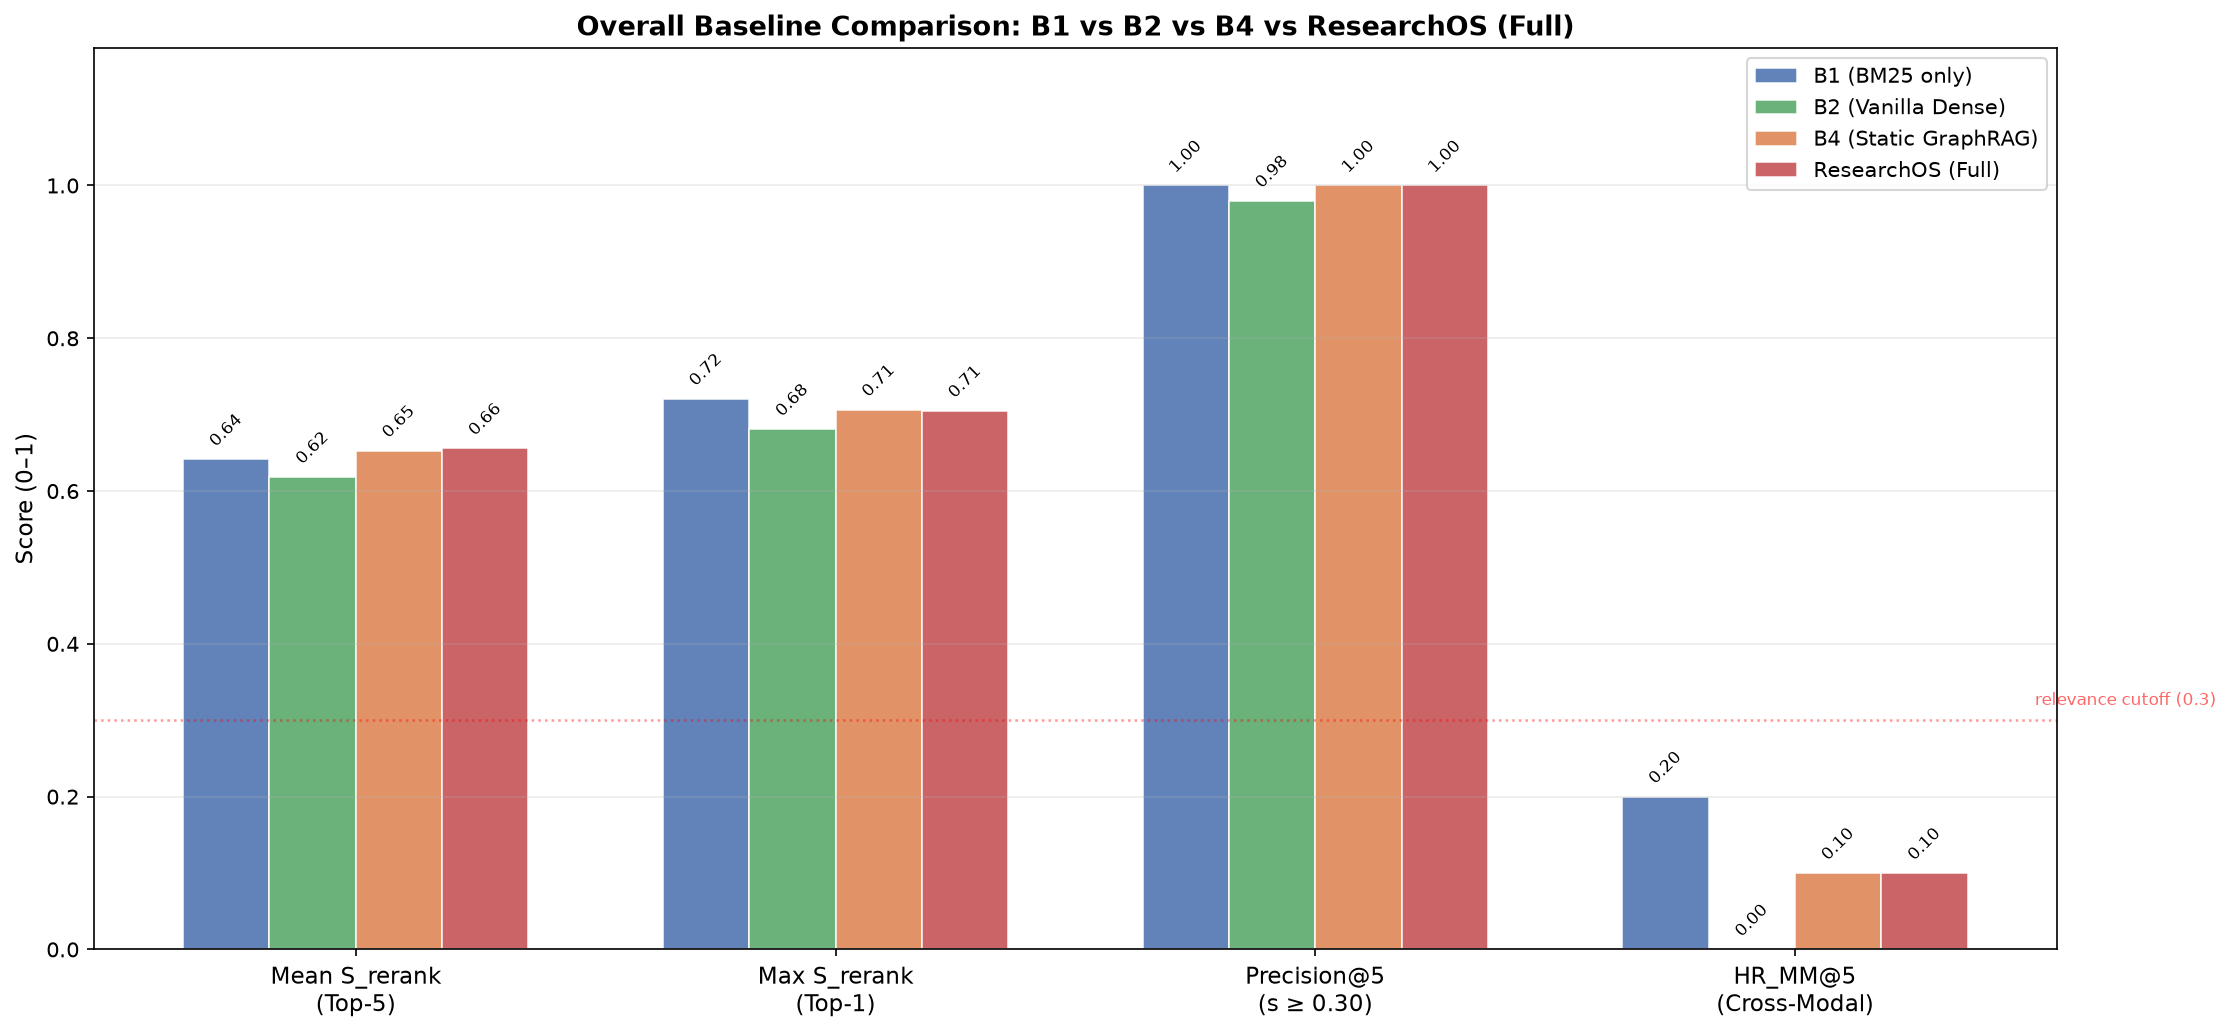 Overall Baseline Comparison: B1 vs B2 vs B4 vs ResearchOS (Full)
B1 (BM25 only)
B2 (Vanilla Dense)
B4 (Static GraphRAG)
ResearchOS (Full)
Score (0–1)
1.0
0.8
0.6
0.4
0.2
0.0
0.64
0.62
0.65
0.66
0.72
0.68
0.71
0.71
1.00
0.98
1.00
1.00
0.20
0.00
0.10
0.10
relevance cutoff (0.3)
Mean S_rerank
(Top-5)
Max S_rerank
(Top-1)
Precision@5
(s ≥ 0.30)
HR_MM@5
(Cross-Modal)